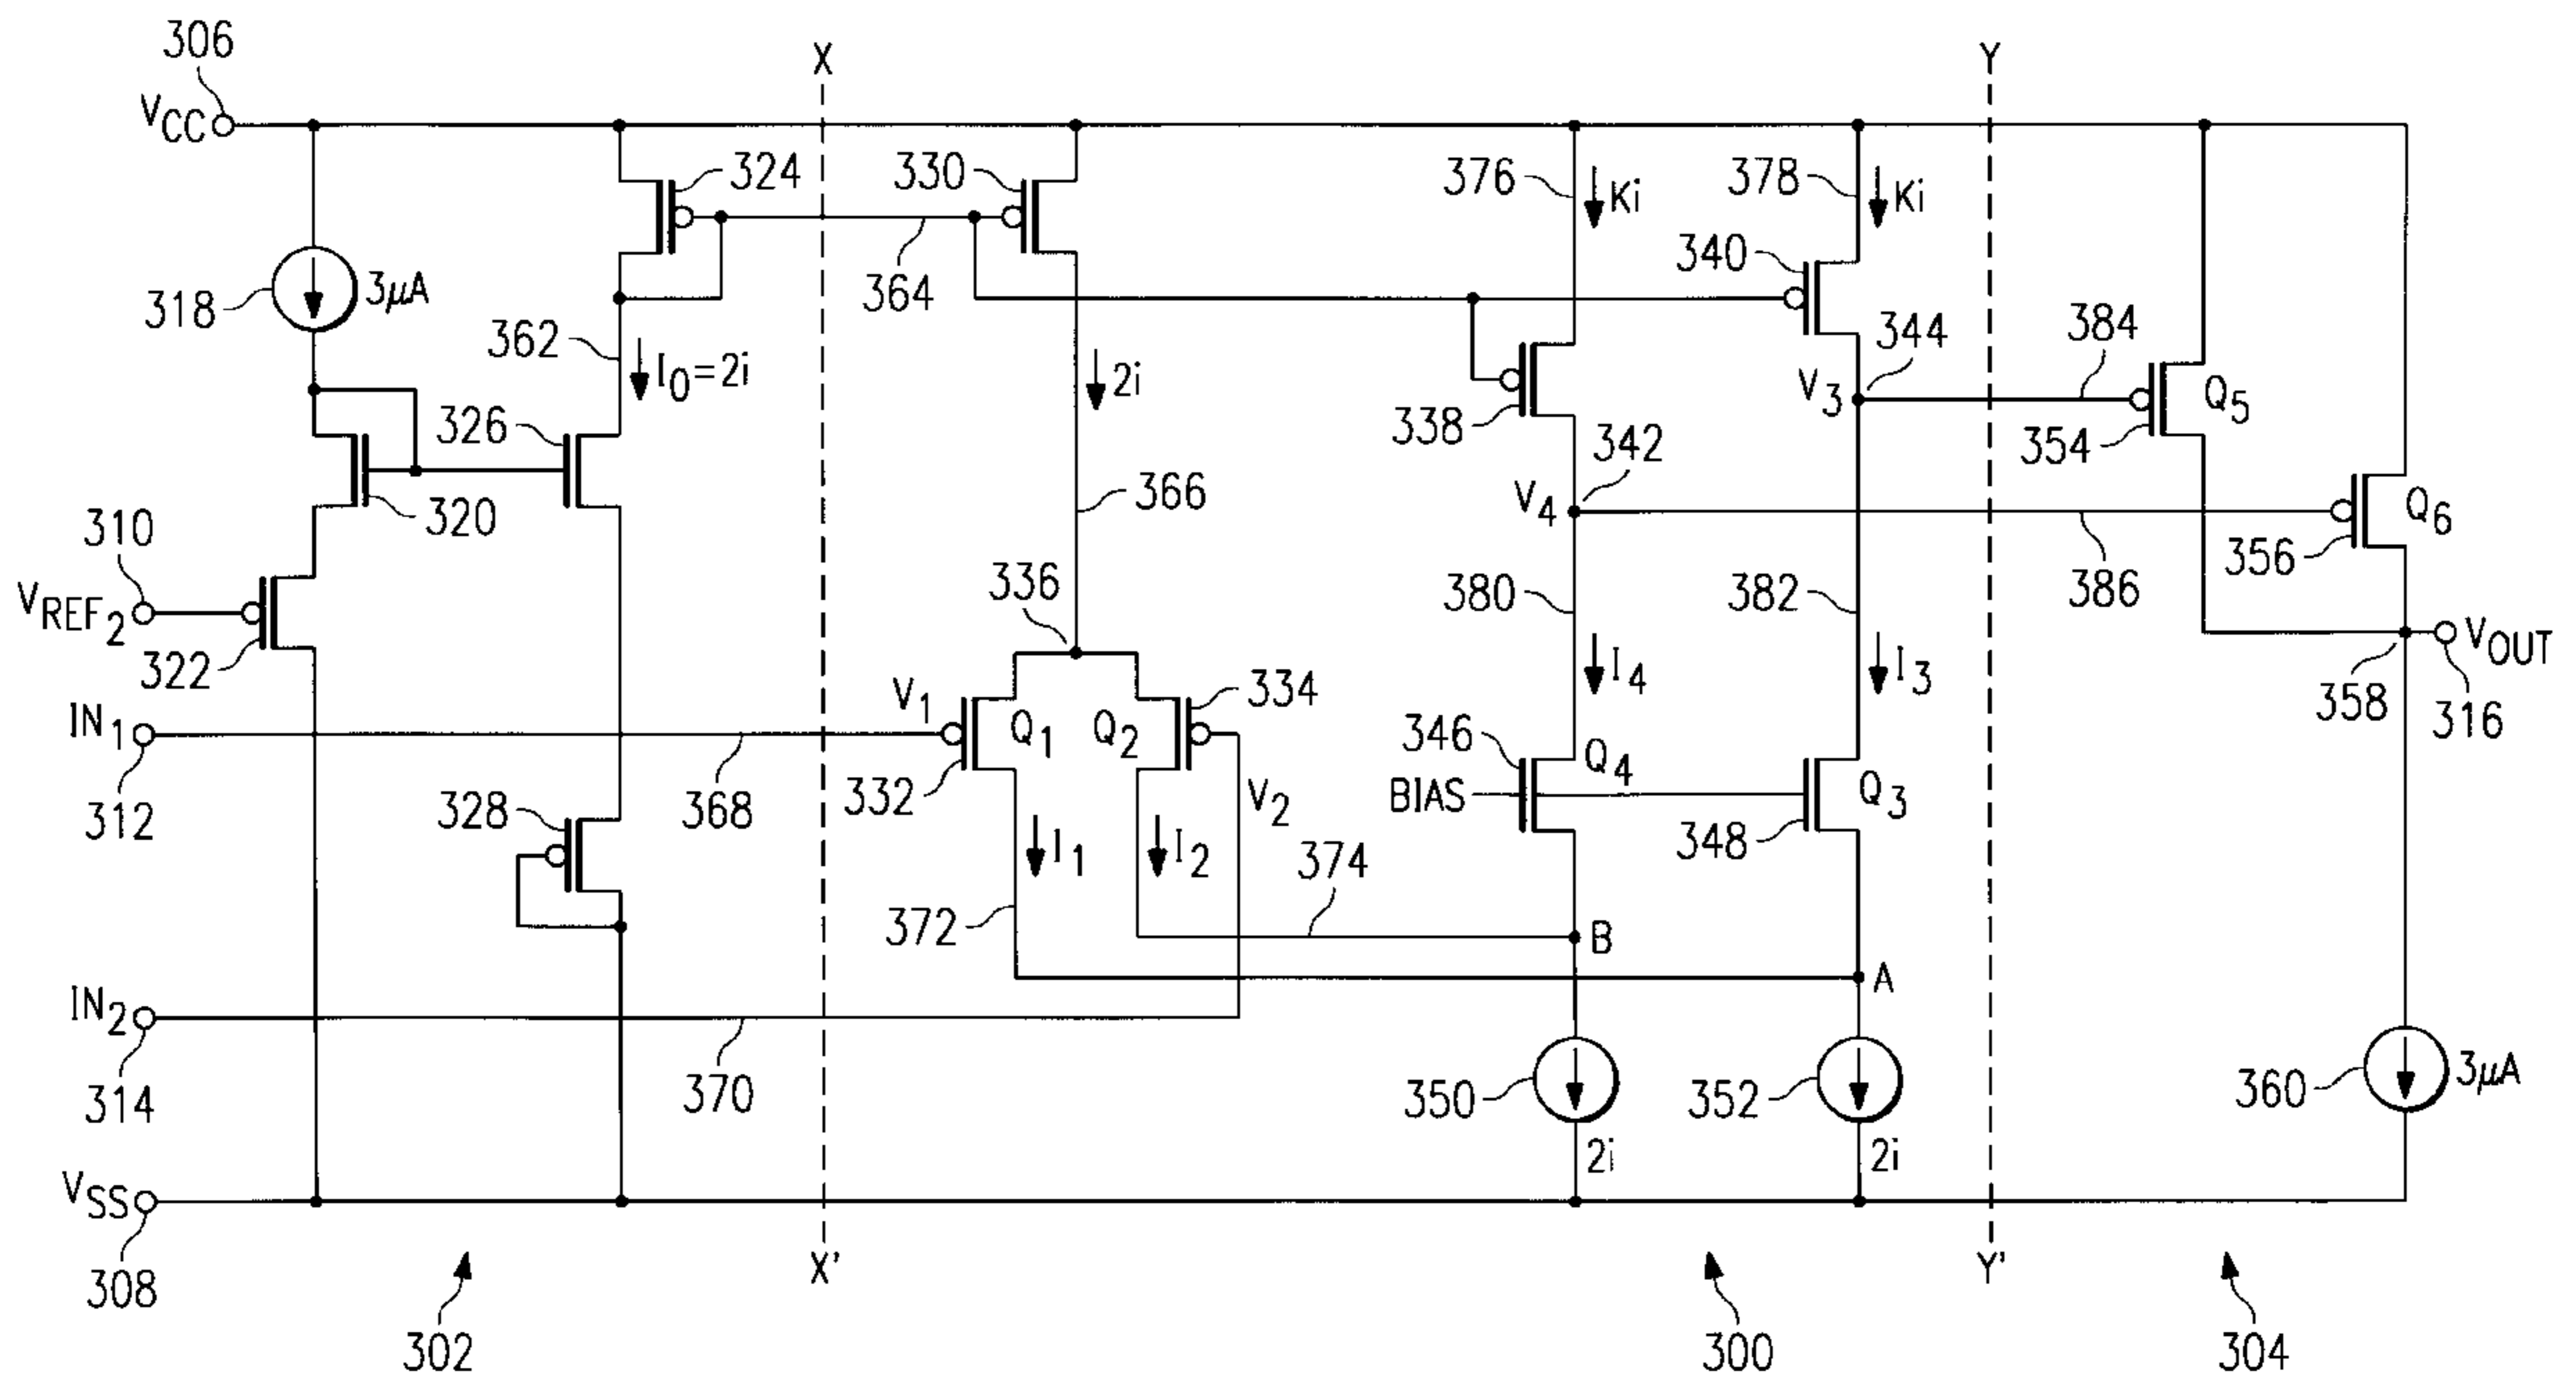 306
X
Y
VCC
324
330
376
Ki
378
Ki
340
318
3μA
364
344
384
362
I0=2i
2i
V3
Q5
326
338
342
354
320
366
V4
Q6
310
356
336
380
382
386
VREF2
322
334
I4
I3
VOUT
IN1
V1
358
316
Q1
Q2
346
Q4
312
368
332
V2
BIAS
Q3
328
I1
I2
374
348
372
B
A
IN2
314
370
350
352
360
3μA
2i
2i
VSS
308
X'
Y'
302
300
304